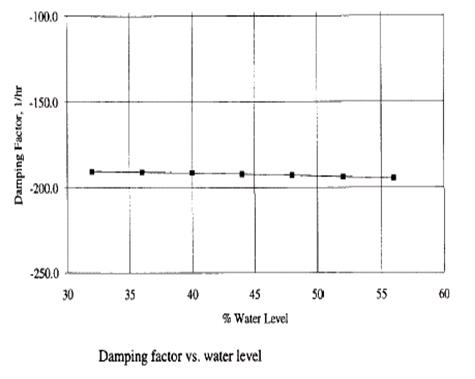 -100.0
-150.0
-200.0
-250.0
Damping Factor, 1/hr
30 35 40 45 50 55 60
% Water Level
Damping factor vs. water level